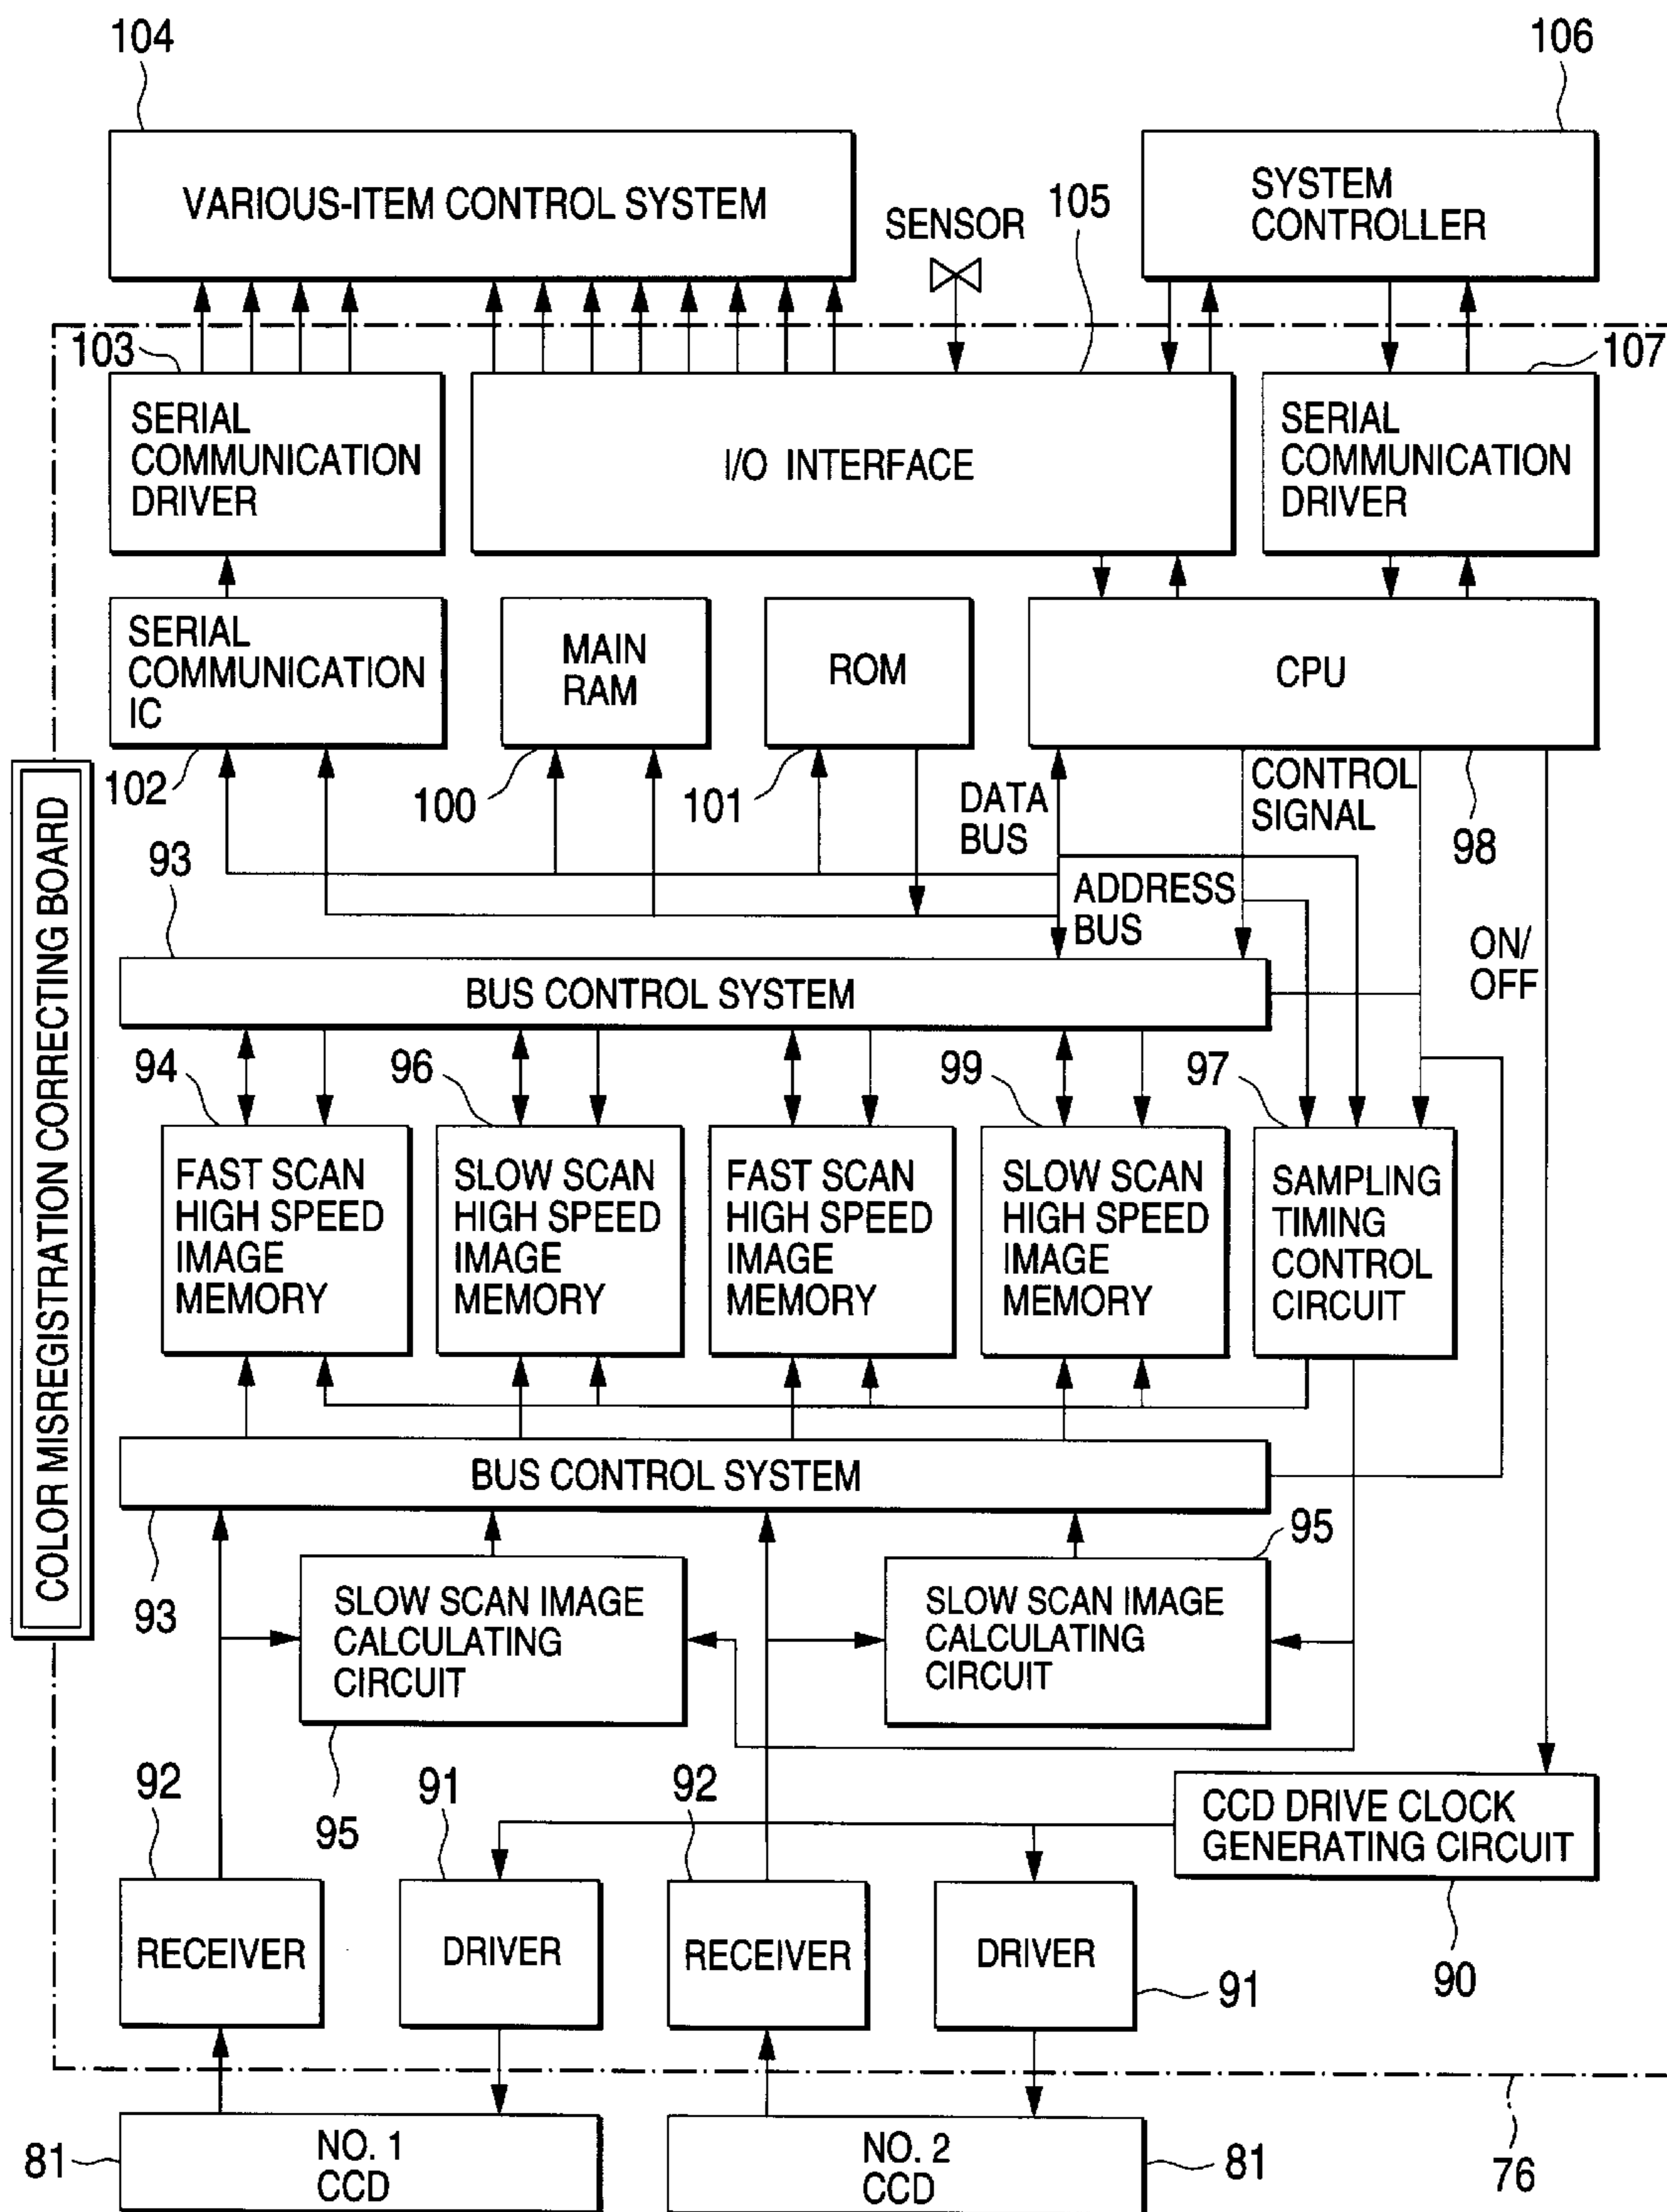 104
106
VARIOUS-ITEM CONTROL SYSTEM
SENSOR
105
SYSTEM
CONTROLLER
103
107
SERIAL
COMMUNICATION
DRIVER
I/O INTERFACE
SERIAL
COMMUNICATION
DRIVER
SERIAL
COMMUNICATION
IC
MAIN
RAM
ROM
CPU
102
100
101
DATA
BUS
CONTROL
SIGNAL
98
93
ADDRESS
BUS
ON/
OFF
BUS CONTROL SYSTEM
94
96
99
97
FAST SCAN
HIGH SPEED
IMAGE
MEMORY
SLOW SCAN
HIGH SPEED
IMAGE
MEMORY
FAST SCAN
HIGH SPEED
IMAGE
MEMORY
SLOW SCAN
HIGH SPEED
IMAGE
MEMORY
SAMPLING
TIMING
CONTROL
CIRCUIT
COLOR MISREGISTRATION CORRECTING BOARD
BUS CONTROL SYSTEM
93
95
SLOW SCAN IMAGE
CALCULATING
CIRCUIT
SLOW SCAN IMAGE
CALCULATING
CIRCUIT
92
95
91
92
CCD DRIVE CLOCK
GENERATING CIRCUIT
RECEIVER
DRIVER
RECEIVER
DRIVER
91
90
81
NO. 1
CCD
NO. 2
CCD
81
76